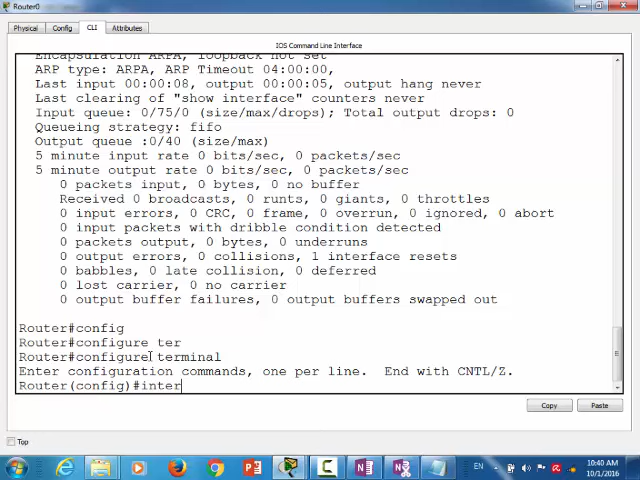 Router0
Physical Config CLI Attributes
IOS Command Line Interface
Encapsulation ARPA, loopback not set
ARP type: ARPA, ARP Timeout 04:00:00,
Last input 00:00:08, output 00:00:05, output hang never
Last clearing of "show interface" counters never
Input queue: 0/75/0 (size/max/drops); Total output drops: 0
Queueing strategy: fifo
Output queue :0/40 (size/max)
5 minute input rate 0 bits/sec, 0 packets/sec
5 minute output rate 0 bits/sec, 0 packets/sec
0 packets input, 0 bytes, 0 no buffer
Received 0 broadcasts, 0 runts, 0 giants, 0 throttles
0 input errors, 0 CRC, 0 frame, 0 overrun, 0 ignored, 0 abort
0 input packets with dribble condition detected
0 packets output, 0 bytes, 0 underruns
0 output errors, 0 collisions, 1 interface resets
0 babbles, 0 late collision, 0 deferred
0 lost carrier, 0 no carrier
0 output buffer failures, 0 output buffers swapped out
Router#config
Router#configure ter
Router#configure terminal
Enter configuration commands, one per line. End with CNTL/Z.
Router(config)#inter
Copy Paste
Top
EN
10:40 AM
10/1/2016